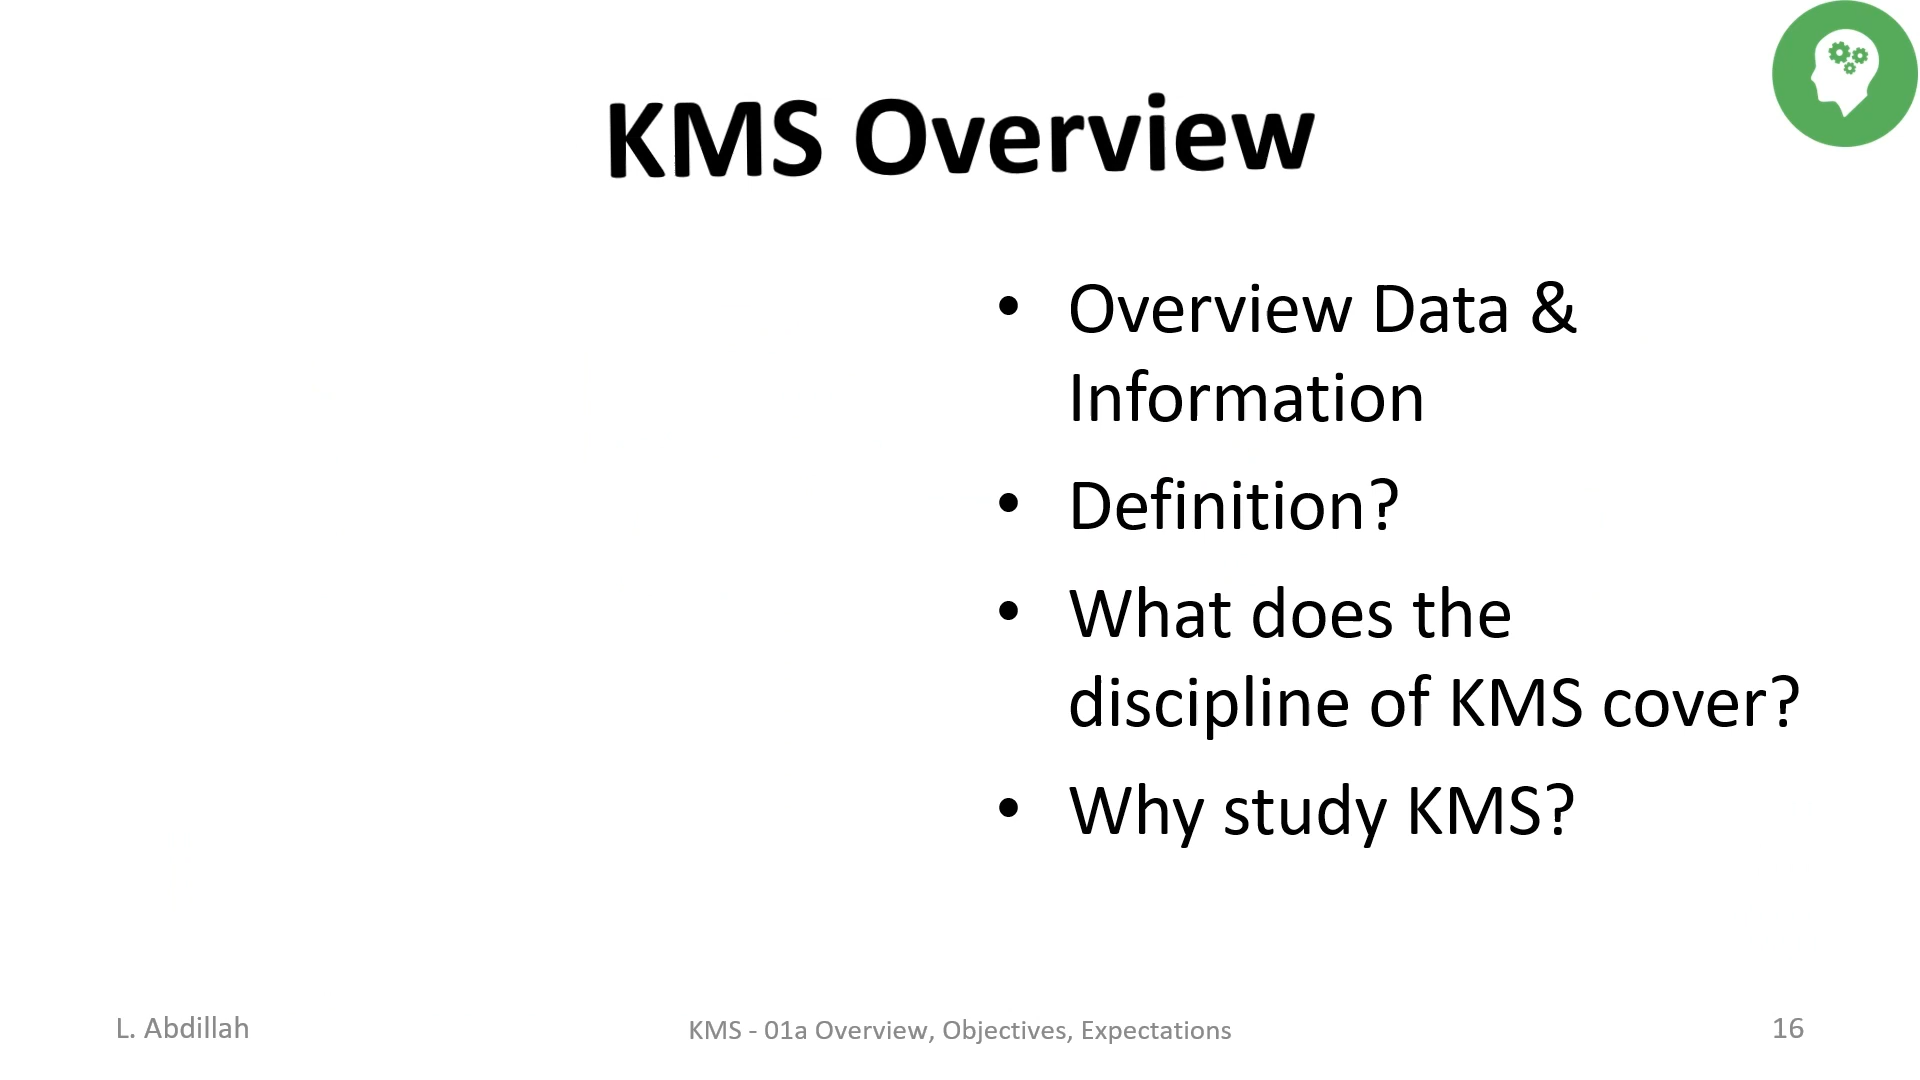 KMS Overview
• Overview Data &
Information
• Definition?
• What does the
discipline of KMS cover?
• Why study KMS?
L. Abdillah
KMS - 01a Overview, Objectives, Expectations
16